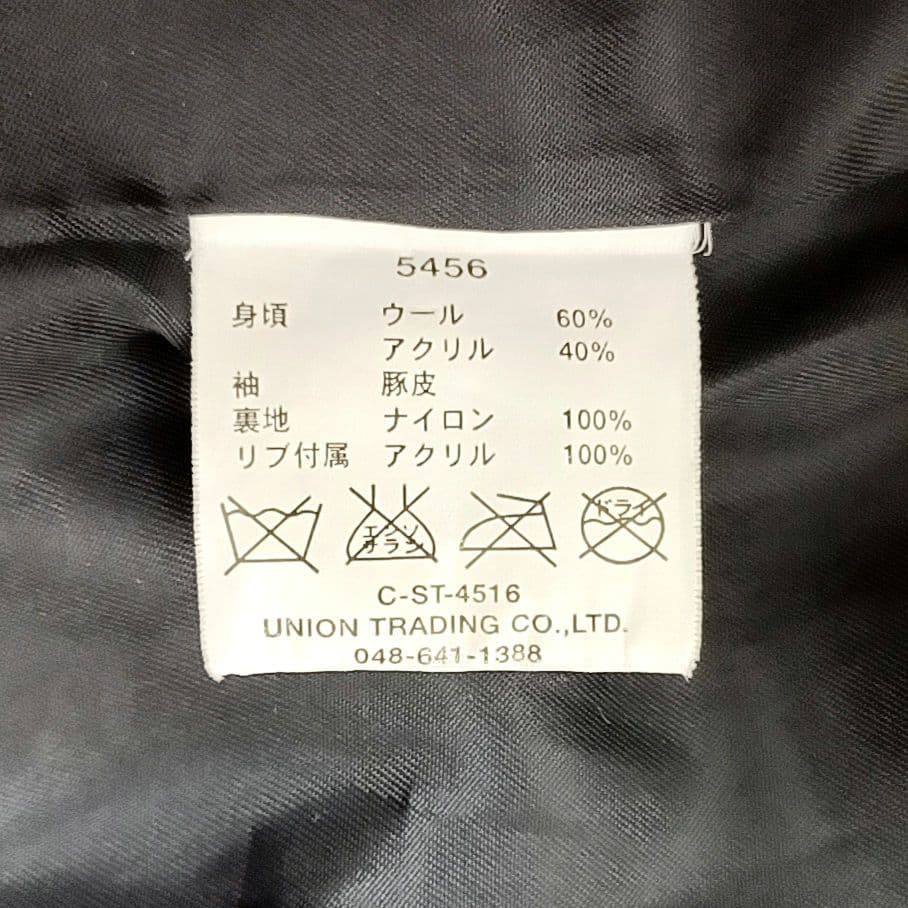 5456
身頃 ウール 60%
アクリル 40%
袖 豚皮
裏地 ナイロン 100%
リブ付属 アクリル 100%
エンソ サラシ ドライ
C-ST-4516
UNION TRADING CO.,LTD.
048-641-1388